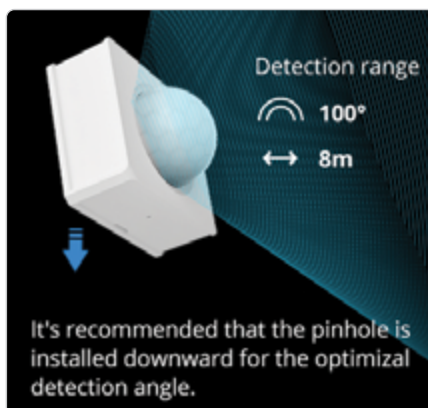 Detection range
100°
8m
It's recommended that the pinhole is
installed downward for the optimizal
detection angle.